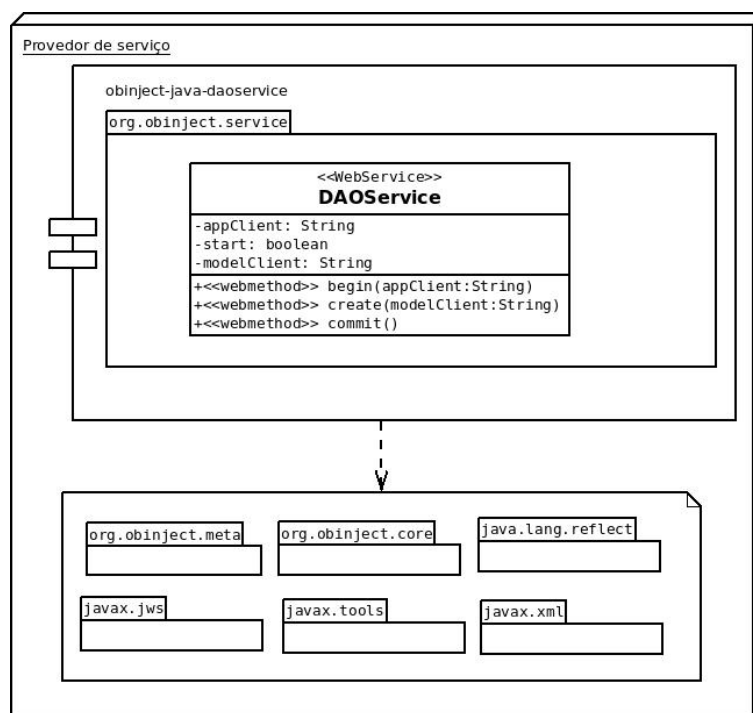 Provedor de serviço
obinject-java-daoservice
org.obinject.service
<<WebService>>
DAOService
-appClient: String
-start: boolean
-modelClient: String
+<<webmethod>> begin(appClient:String)
+<<webmethod>> create(modelClient:String)
+<<webmethod>> commit()
org.obinject.meta
org.obinject.core
java.lang.reflect
javax.jws
javax.tools
javax.xml